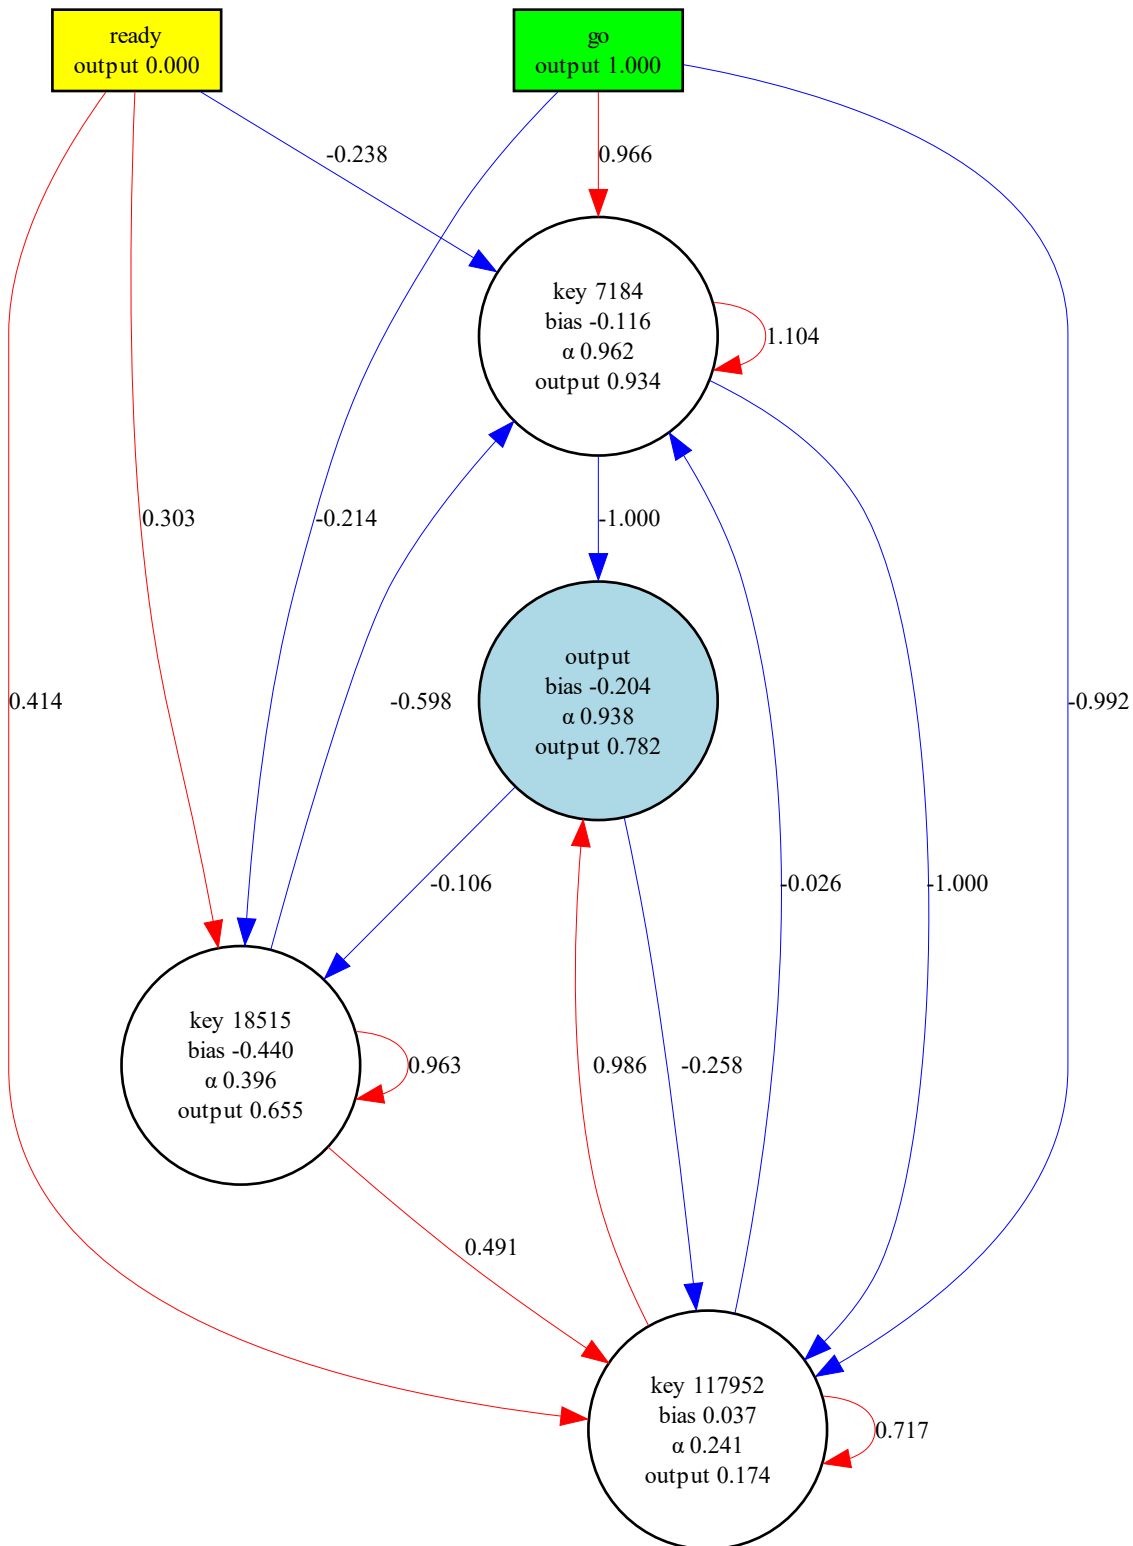 ready
output 0.000
go
output 1.000
-0.238
0.966
key 7184
bias -0.116
α 0.962
output 0.934
1.104
0.303
-0.214
-1.000
output
bias -0.204
α 0.938
output 0.782
0.414
-0.598
-0.992
-0.106
-0.026
-1.000
key 18515
bias -0.440
α 0.396
output 0.655
0.963
0.986
-0.258
0.491
key 117952
bias 0.037
α 0.241
output 0.174
0.717